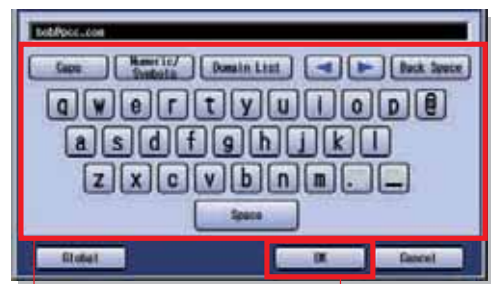 bob@pcc.com
Caps Numeric/ Symbols Domain List Back Space
q w e r t y u i o p @
a s d f g h j k l
z x c v b n m . _
Space
Global OK Cancel